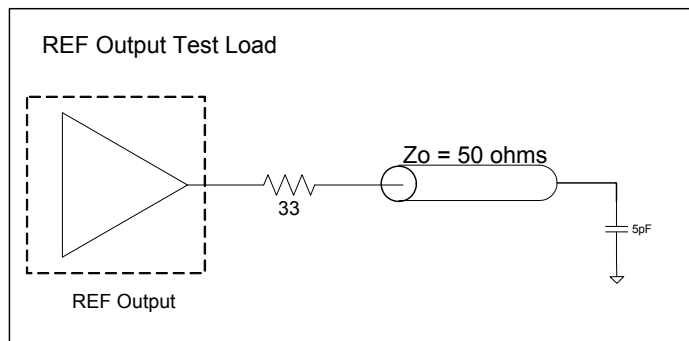 REF Output Test Load
Zo = 50 ohms
33
5pF
REF Output